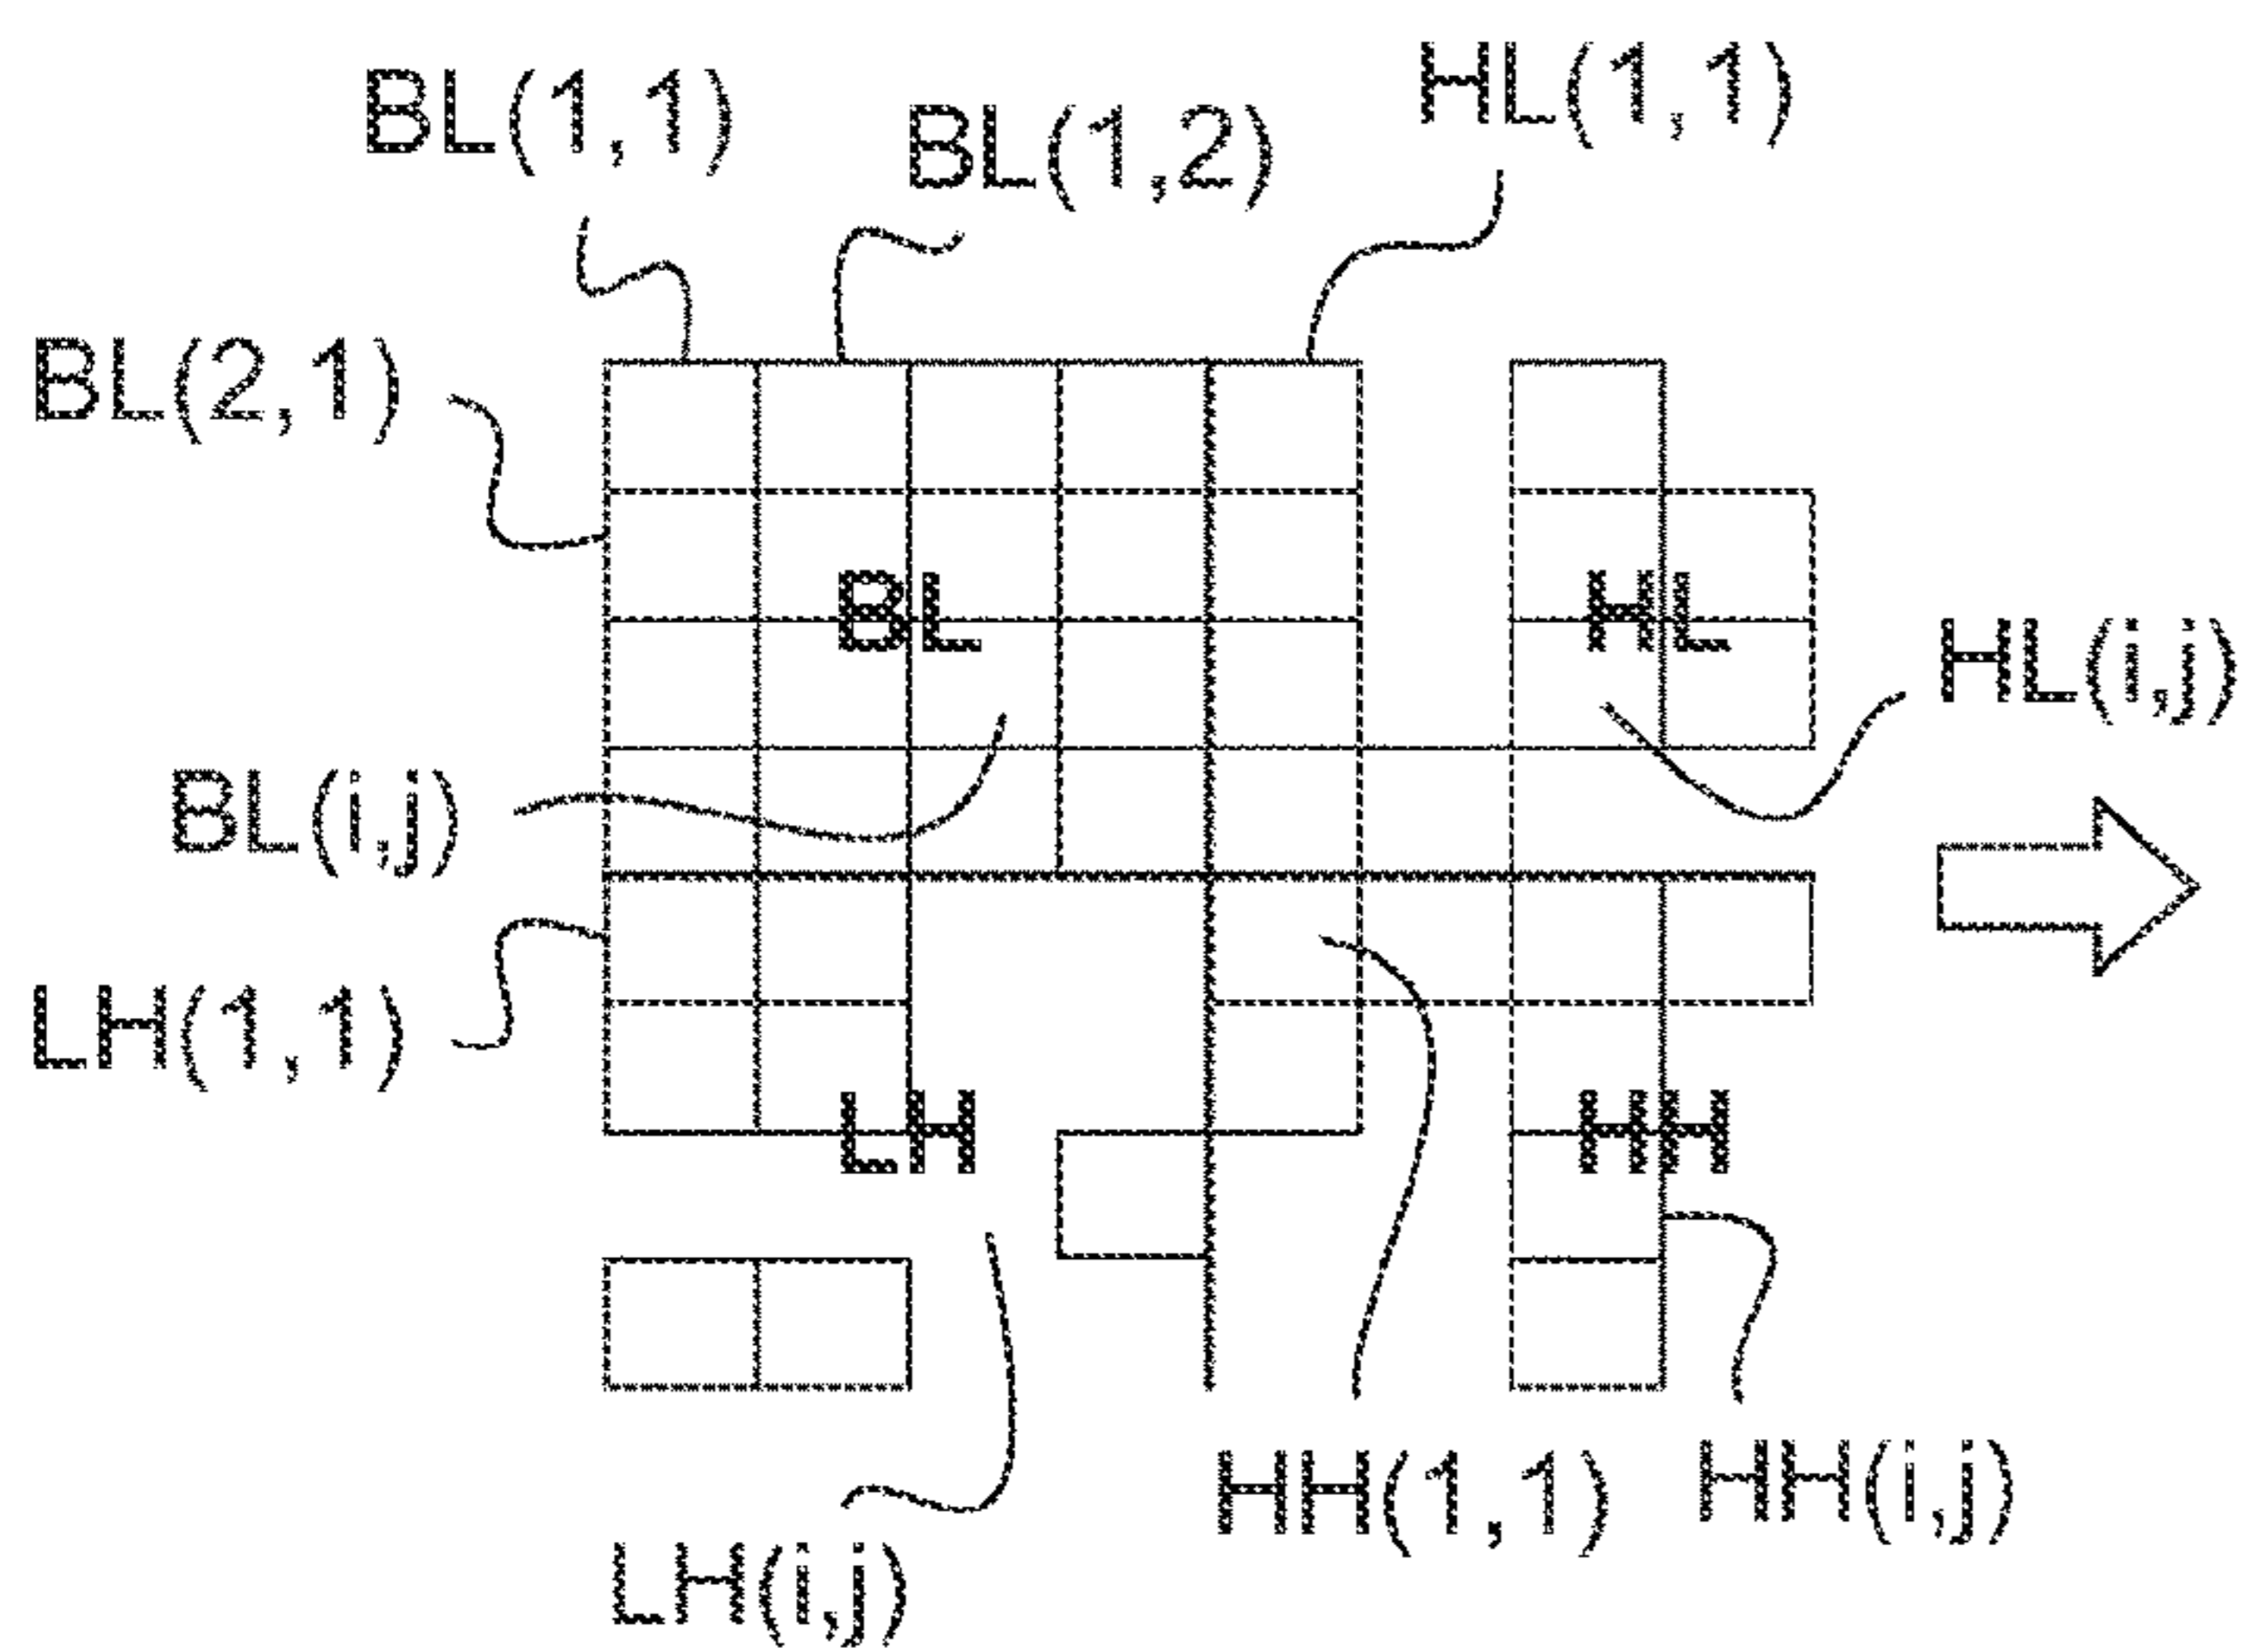 HL(1,1)
BL(1,1)
BL(1,2)
BL(2,1)
BL
HL
HL(i,j)
BL(i,j)
LH(1,1)
LH
HH
HH(1,1)
HH(i,j)
LH(i,j)